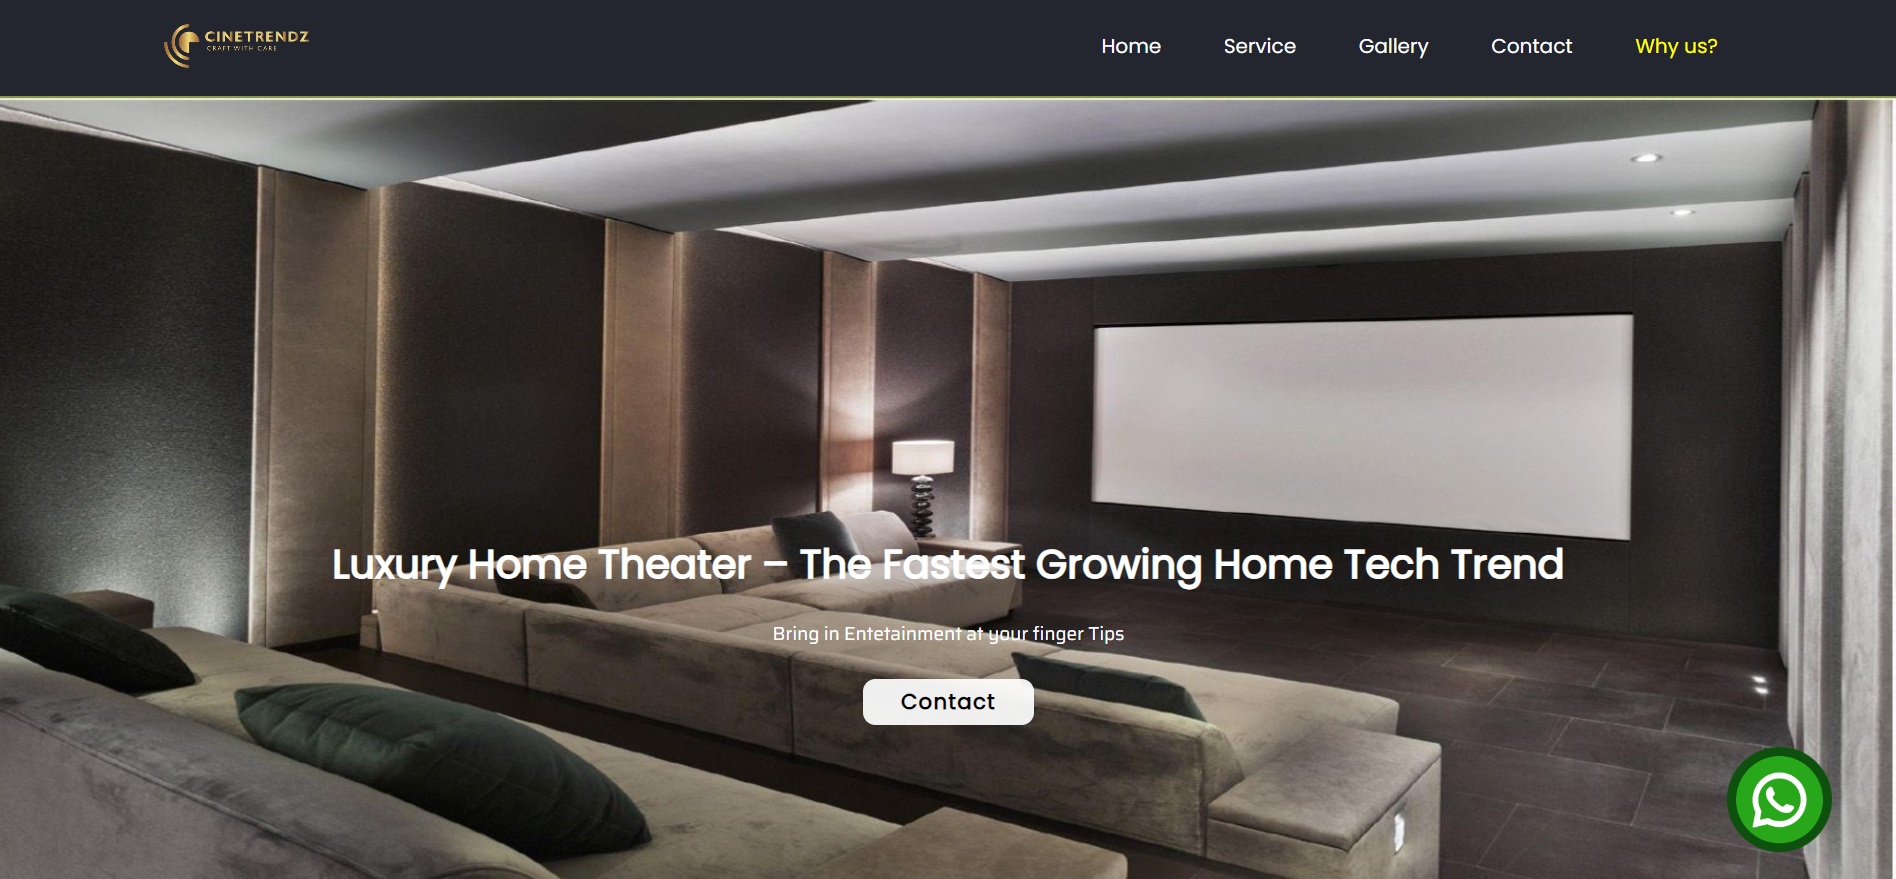 CINETRENDZ
CRAFT WITH CARE
Home Service Gallery Contact Why us?
Luxury Home Theater – The Fastest Growing Home Tech Trend
Bring in Entetainment at your finger Tips
Contact